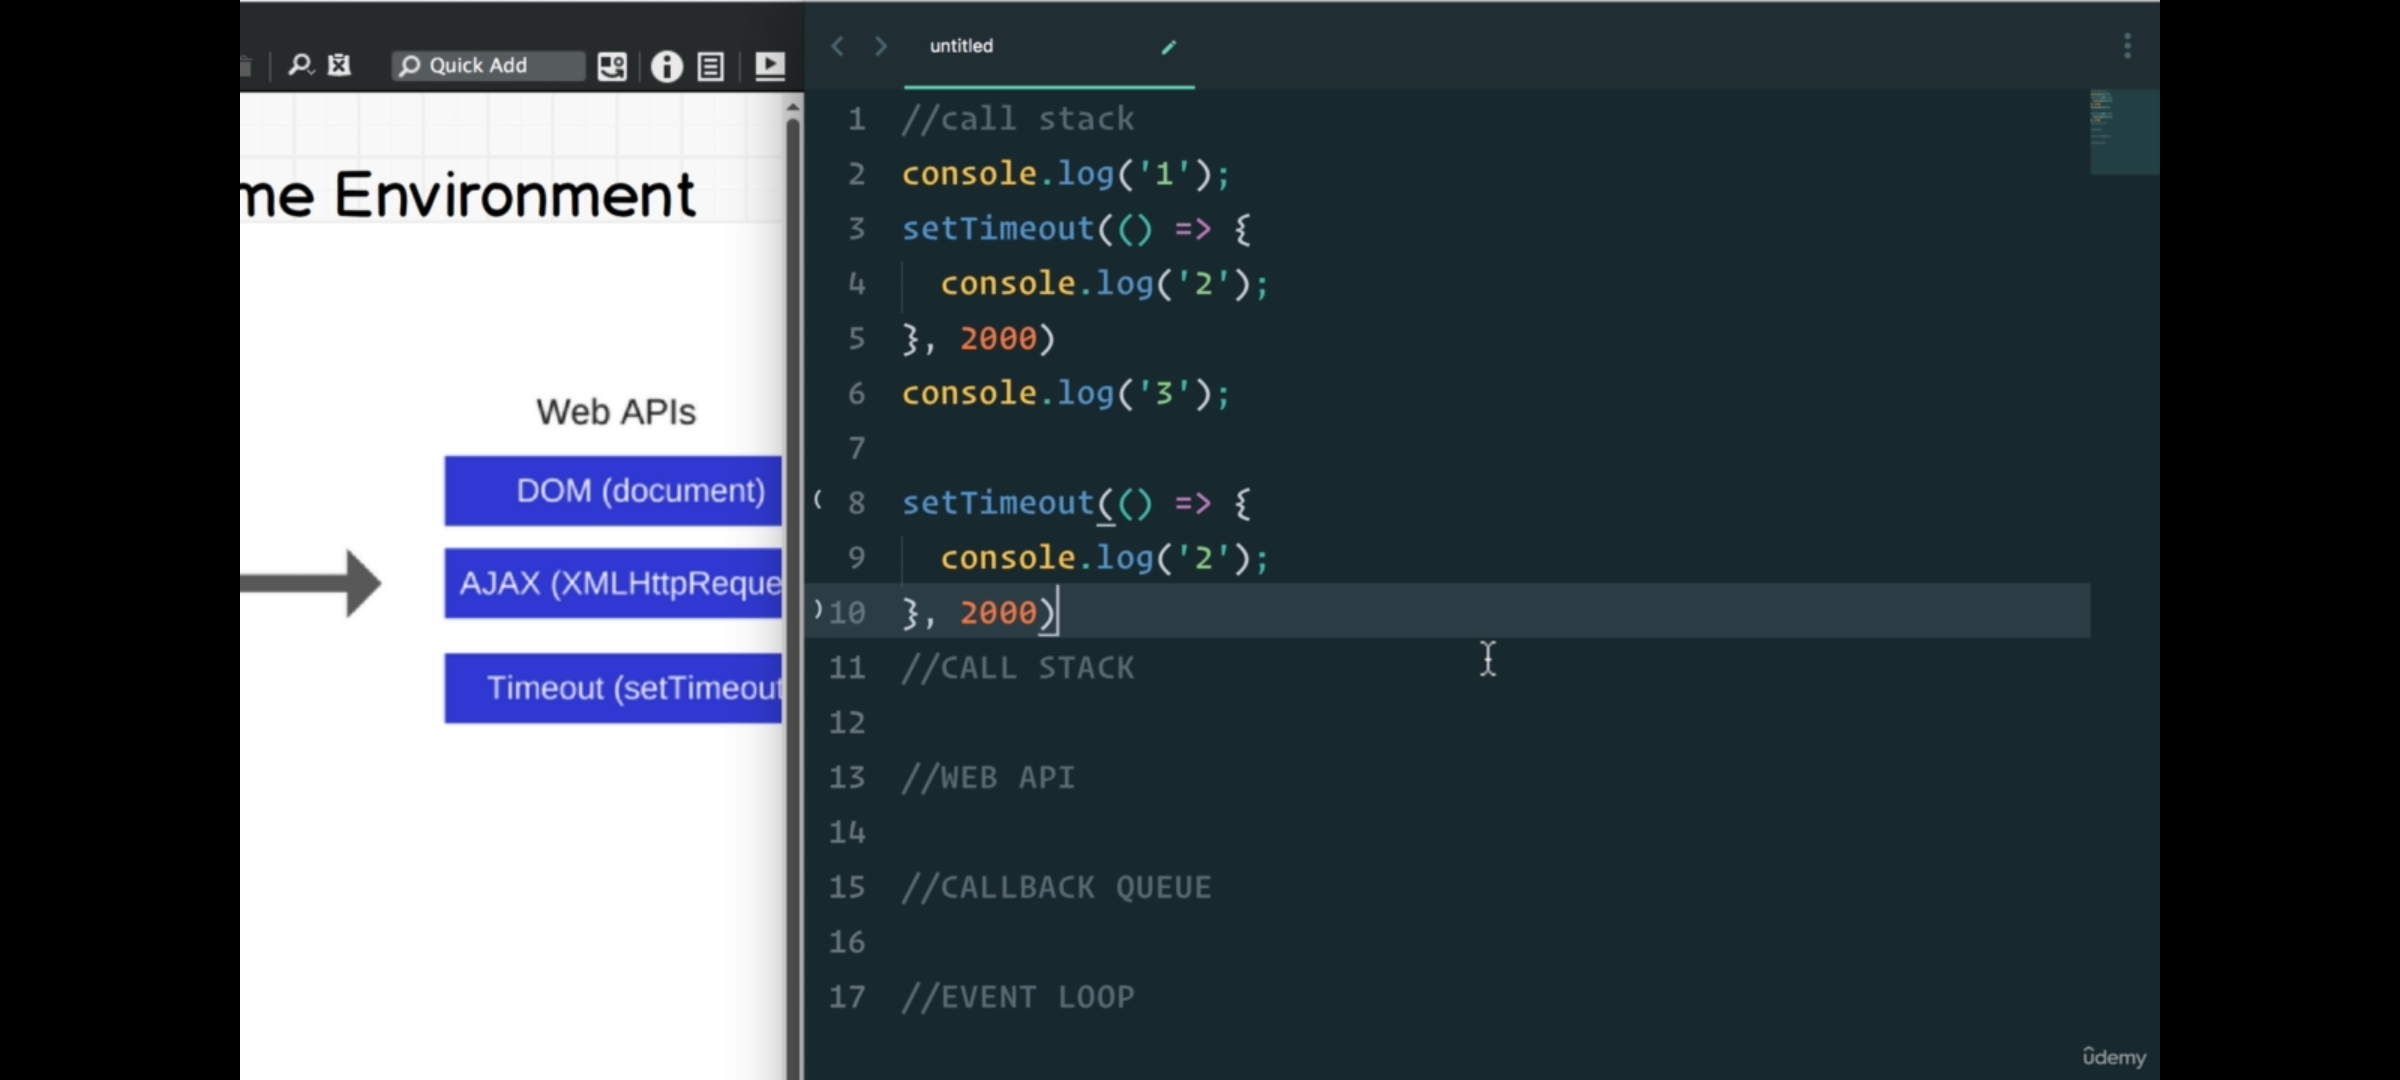 Quick Add
me Environment
Web APIs
DOM (document)
AJAX (XMLHttpReque
Timeout (setTimeout
untitled
1 //call stack
2 console.log('1');
3 setTimeout(() => {
4 console.log('2');
5 }, 2000)
6 console.log('3');
7
( 8 setTimeout(() => {
9 console.log('2');
)10 }, 2000)
11 //CALL STACK
12
13 //WEB API
14
15 //CALLBACK QUEUE
16
17 //EVENT LOOP
ûdemy